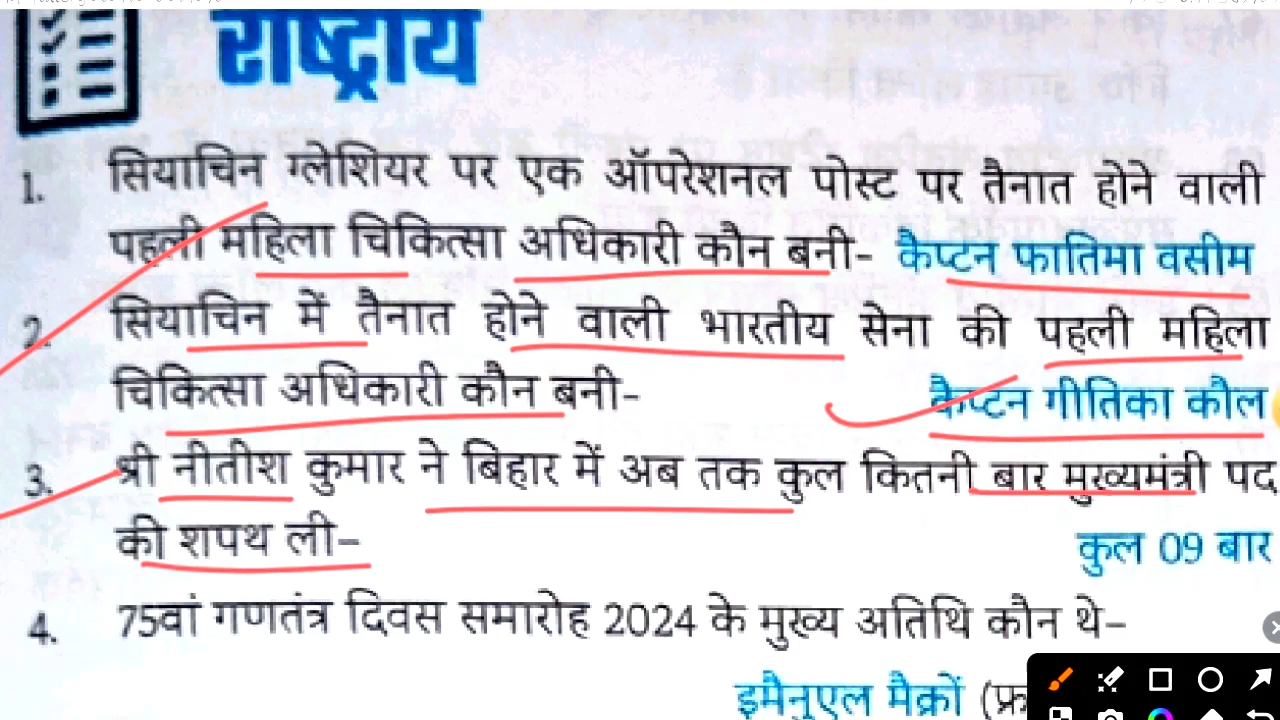 राष्ट्रीय
1. सियाचिन ग्लेशियर पर एक ऑपरेशनल पोस्ट पर तैनात होने वाली
पहली महिला चिकित्सा अधिकारी कौन बनी- कैप्टन फातिमा वसीम
2. सियाचिन में तैनात होने वाली भारतीय सेना की पहली महिला
चिकित्सा अधिकारी कौन बनी- कैप्टन गीतिका कौल
3. श्री नीतीश कुमार ने बिहार में अब तक कुल कितनी बार मुख्यमंत्री पद
की शपथ ली- कुल 09 बार
4. 75वां गणतंत्र दिवस समारोह 2024 के मुख्य अतिथि कौन थे-
इमैनुएल मैक्रों